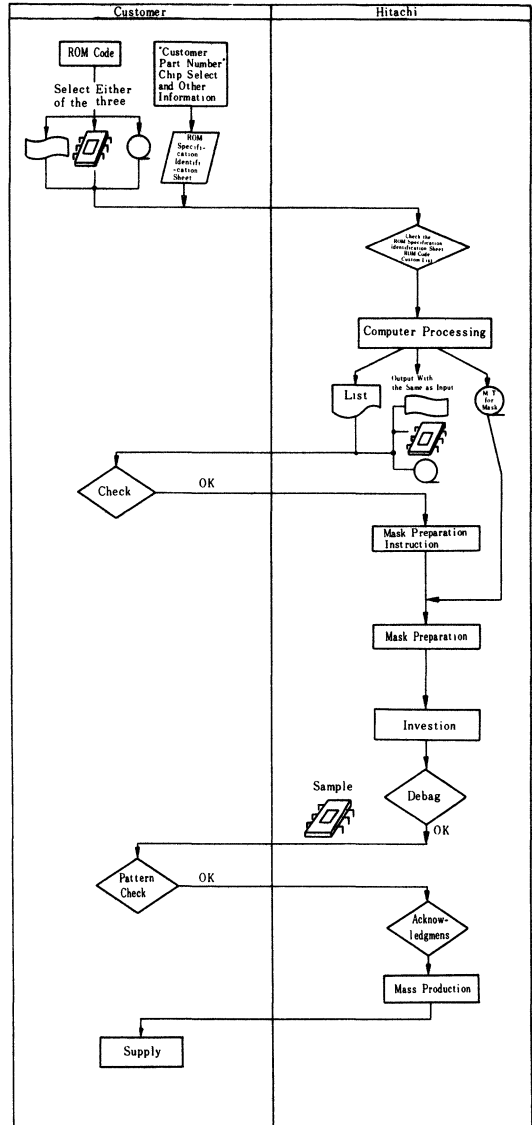 Customer
Hitachi
ROM Code
"Customer
Part Number"
Chip Select
and Other
Information
Select Either
of the three
ROM
Specifi-
cation
Identifi
-cation
Sheet
Check the
ROM Specification
Identification Sheet
ROM Code
Custom List
Computer Processing
List
Output With
the Same as Input
M T
for
Mask
Check
OK
Mask Preparation
Instruction
Mask Preparation
Investion
Sample
Debag
OK
Pattern
Check
OK
Acknow-
ledgmens
Mass Production
Supply